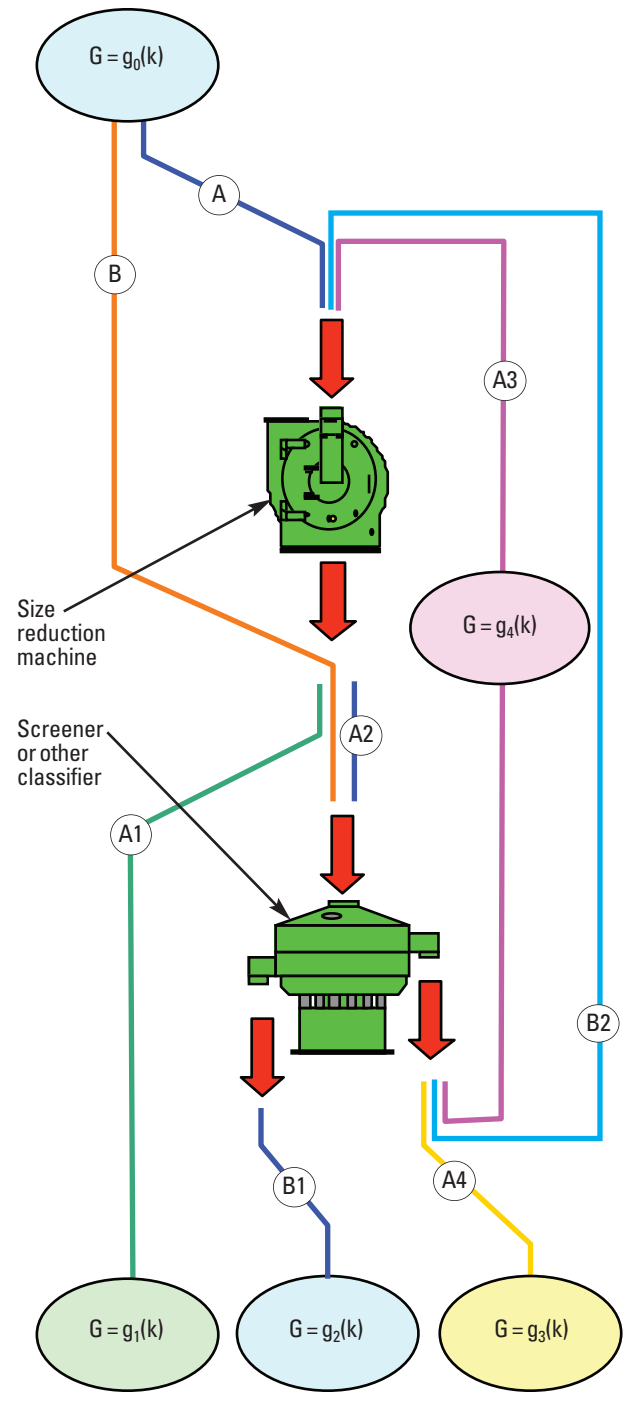 G = g₀(k)
A
B
A3
Size
reduction
machine
G = g₄(k)
Screener
or other
classifier
A2
A1
B2
B1
A4
G = g₁(k)
G = g₂(k)
G = g₃(k)